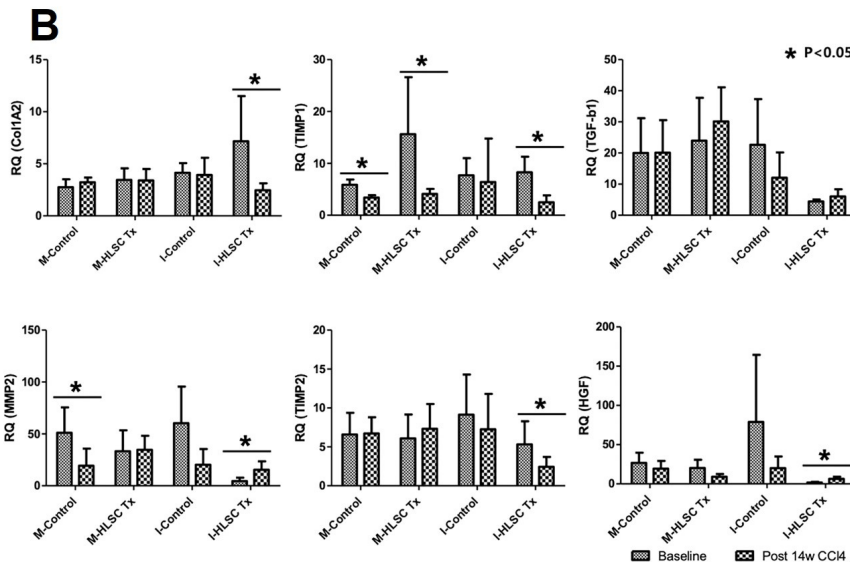 B
* P<0.05
RQ (Col1A2)
15
10
5
0
*
M-Control
M-HLSC Tx
I-Control
I-HLSC Tx
RQ (TIMP1)
30
20
10
0
*
*
*
M-Control
M-HLSC Tx
I-Control
I-HLSC Tx
RQ (TGF-b1)
50
40
30
20
10
0
M-Control
M-HLSC Tx
I-Control
I-HLSC Tx
RQ (MMP2)
150
100
50
0
*
*
M-Control
M-HLSC Tx
I-Control
I-HLSC Tx
RQ (TIMP2)
20
15
10
5
0
*
M-Control
M-HLSC Tx
I-Control
I-HLSC Tx
RQ (HGF)
200
150
100
50
0
*
M-Control
M-HLSC Tx
I-Control
I-HLSC Tx
Baseline
Post 14w CCl4